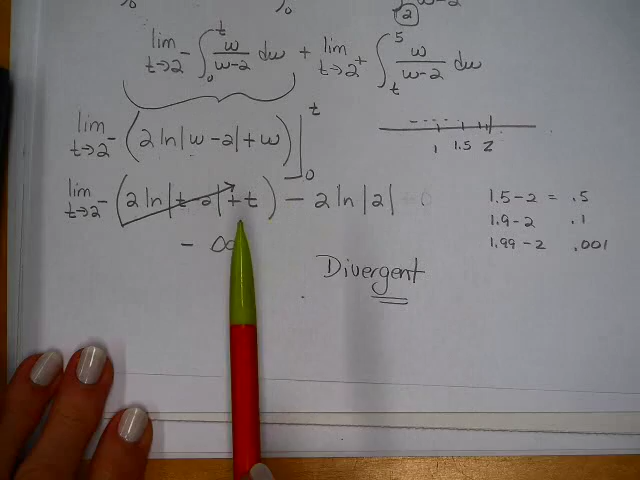 lim t→2⁻ ∫₀ᵗ w/(w-2) dw + lim t→2⁺ ∫ₜ⁵ w/(w-2) dw
lim t→2⁻ (2 ln|w-2| + w) |₀ᵗ
1 1.5 2
lim t→2⁻ (2 ln|t-2| + t) - 2 ln|2|
- ∞
Divergent
1.5-2 = .5
1.9-2 .1
1.99-2 .001